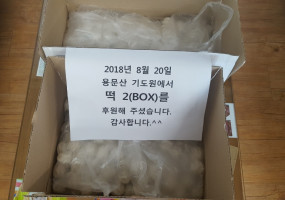 2018년 8월 20일
용문산 기도원에서
떡 2(BOX)를
후원해 주셨습니다.
감사합니다.^^